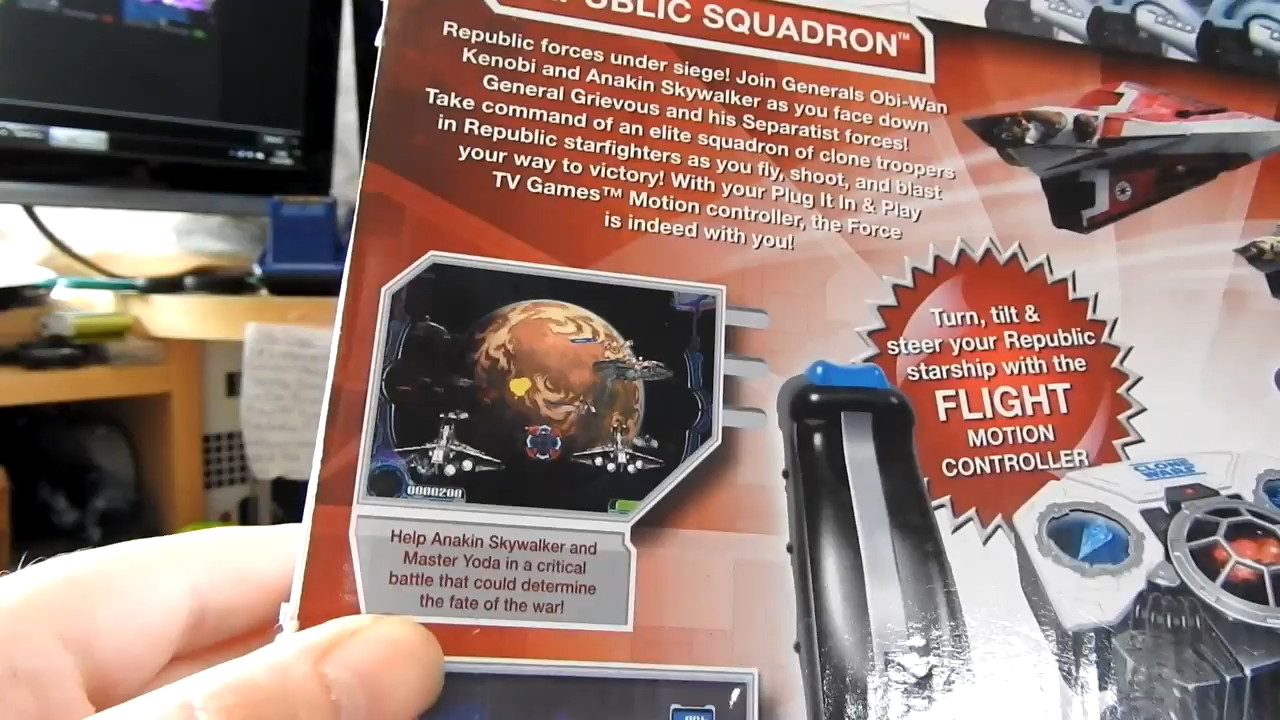 PUBLIC SQUADRON™
Republic forces under siege! Join Generals Obi-Wan
Kenobi and Anakin Skywalker as you face down
General Grievous and his Separatist forces!
Take command of an elite squadron of clone troopers
in Republic starfighters as you fly, shoot, and blast
your way to victory! With your Plug It In & Play
TV Games™ Motion controller, the Force
is indeed with you!
0000200
Help Anakin Skywalker and
Master Yoda in a critical
battle that could determine
the fate of the war!
Turn, tilt &
steer your Republic
starship with the
FLIGHT
MOTION
CONTROLLER
CLONE
WARS